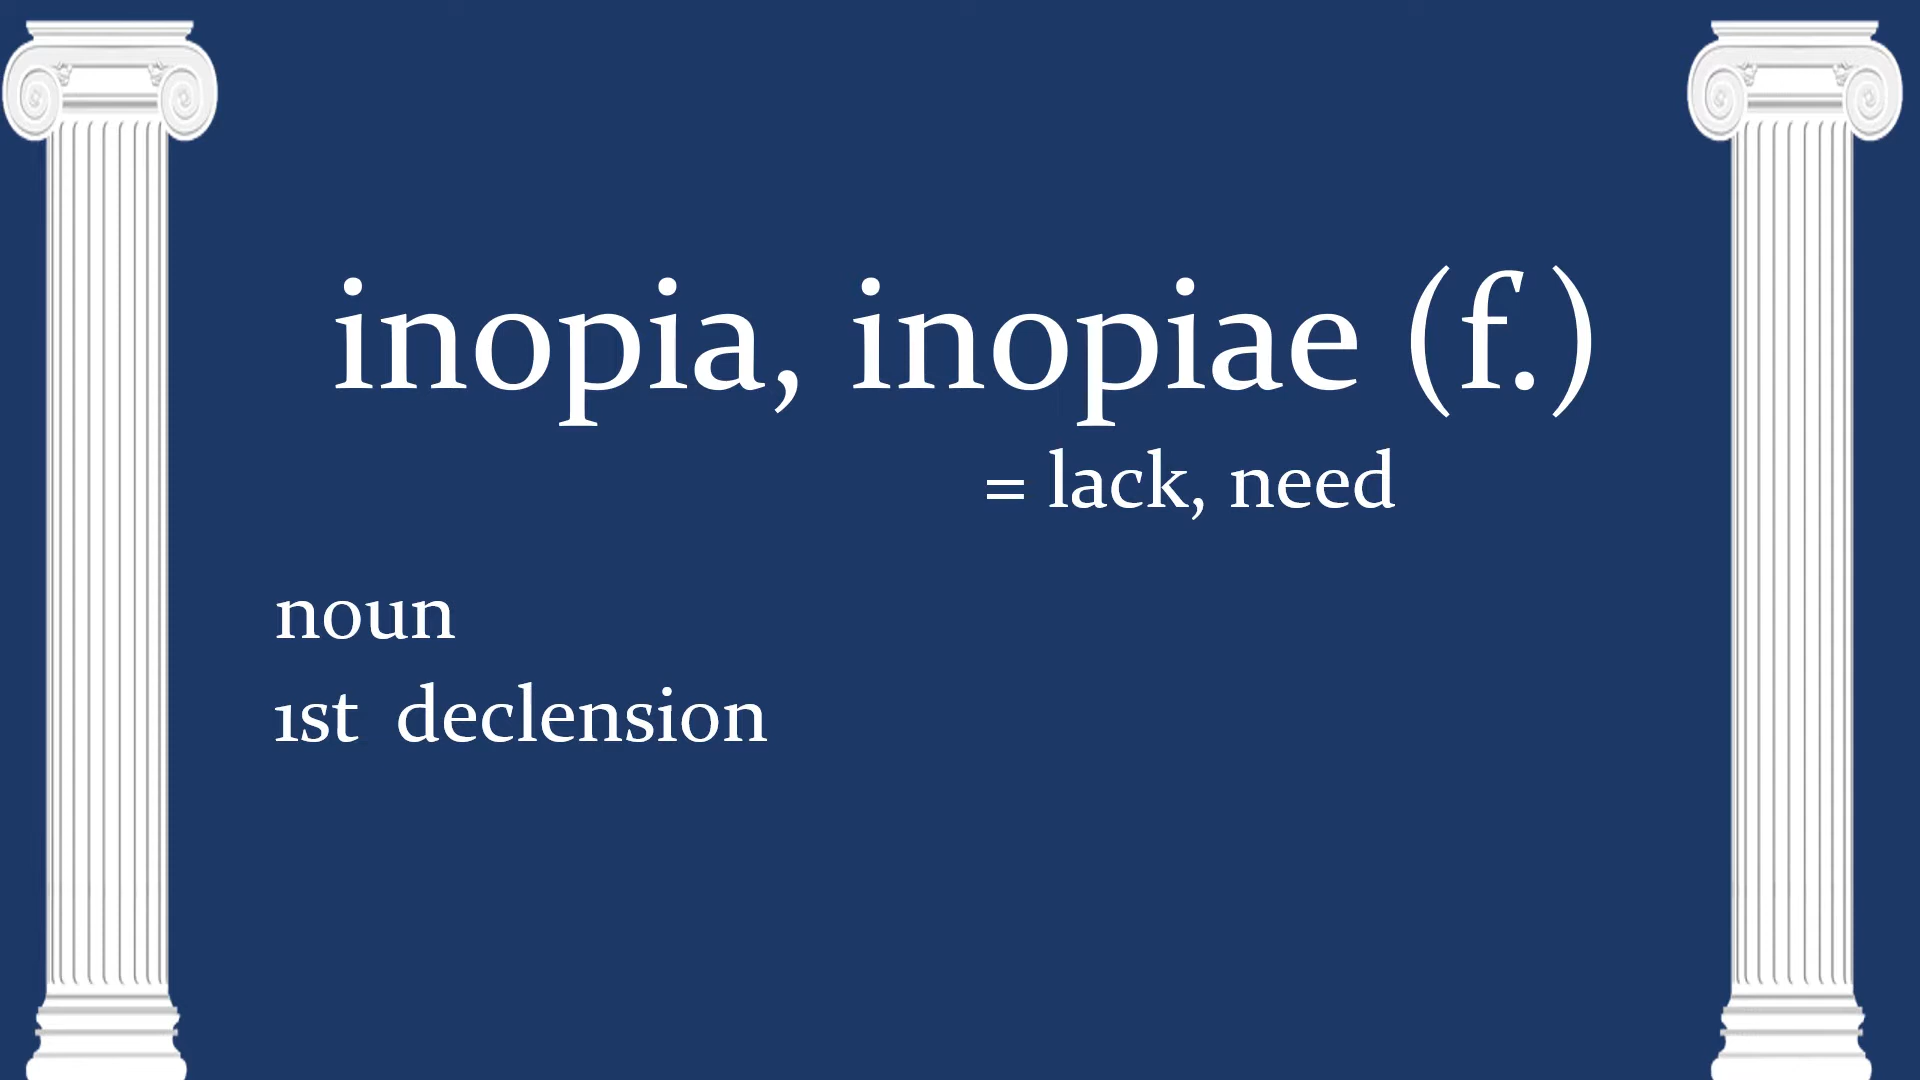 inopia, inopiae (f.)
= lack, need
noun
1st declension